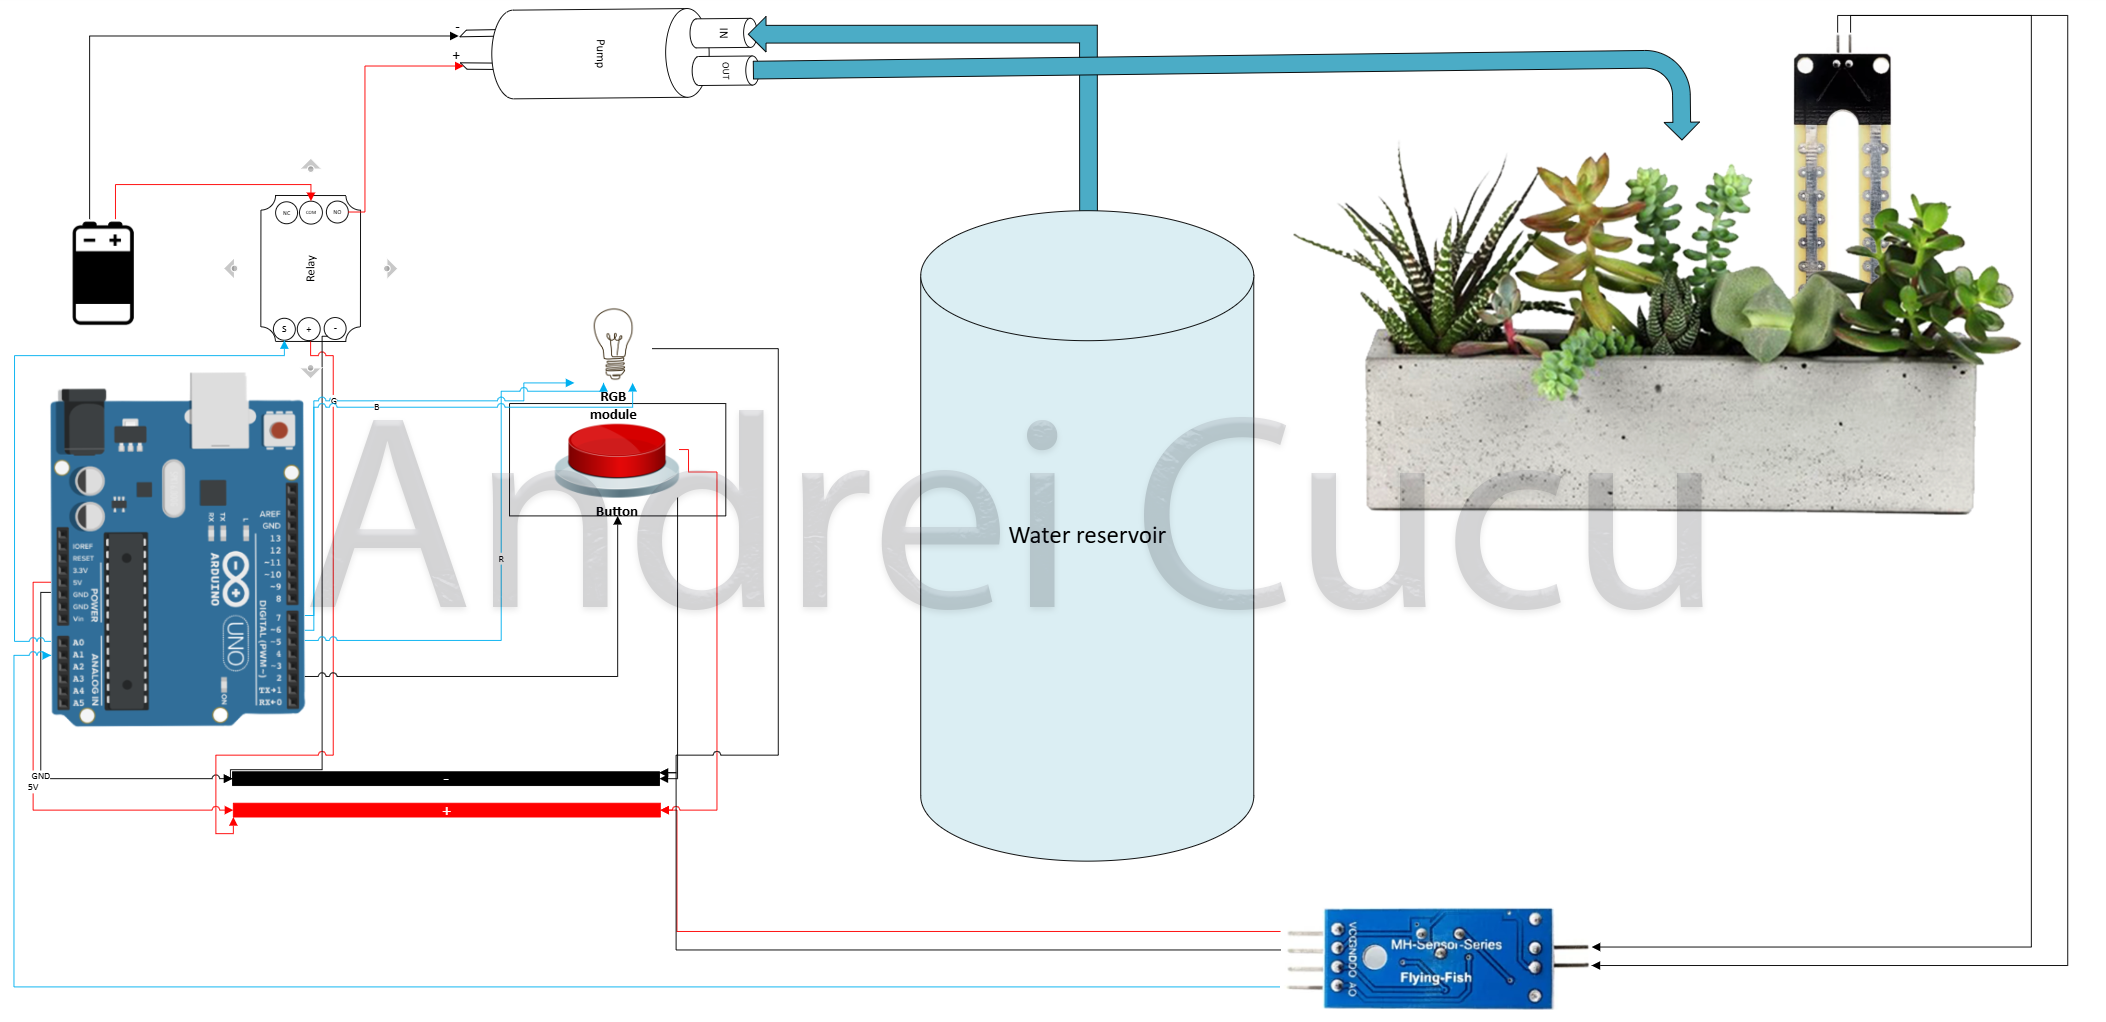 -
+
Pump
IN
OUT
NC
COM
NO
Relay
S
+
-
- +
RGB
module
Button
G
B
R
Andrei Cucu
Water reservoir
RX
TX
L
ARDUINO
UNO
ON
AREF
GND
13
12
~11
~10
~9
8
DIGITAL (PWM~)
7
~6
~5
4
~3
2
TX→1
RX←0
IOREF
RESET
3.3V
5V
GND
GND
Vin
POWER
A0
A1
A2
A3
A4
A5
ANALOG IN
GND
5V
-
+
VCC
GND
DO
AO
MH-Sensor-Series
Flying-Fish